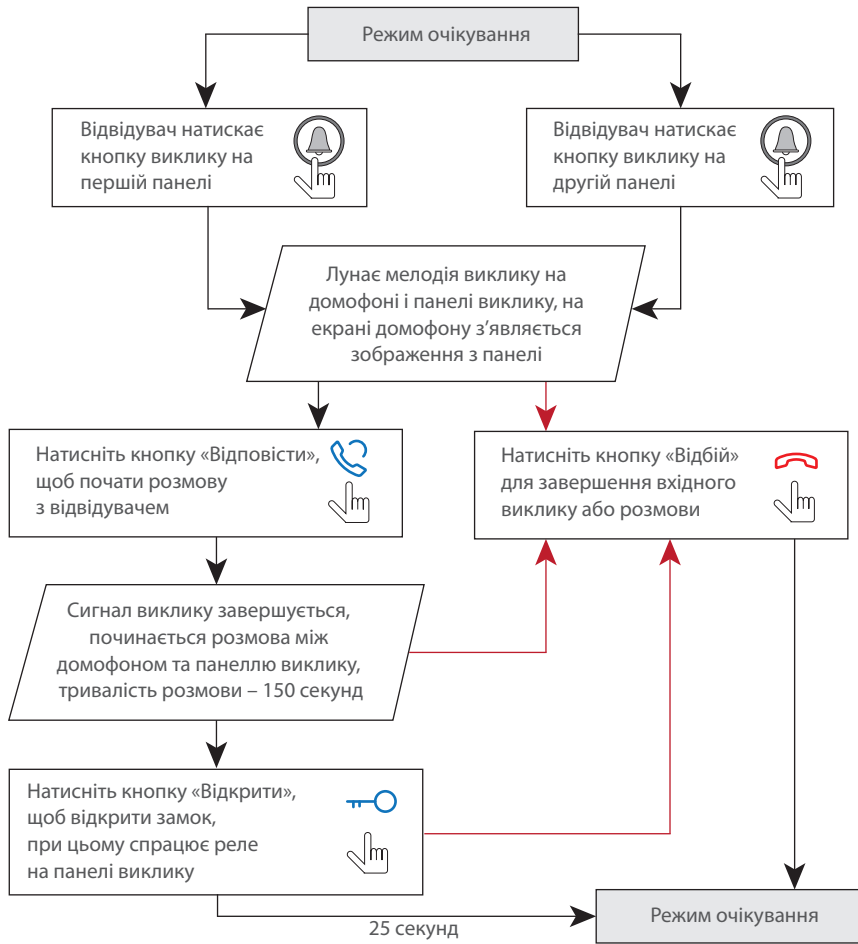 Режим очікування
Відвідувач натискає
кнопку виклику на
першій панелі
Відвідувач натискає
кнопку виклику на
другій панелі
Лунає мелодія виклику на
домофоні і панелі виклику, на
екрані домофону з’являється
зображення з панелі
Натисніть кнопку «Відповісти»,
щоб почати розмову
з відвідувачем
Натисніть кнопку «Відбій»
для завершення вхідного
виклику або розмови
Сигнал виклику завершується,
починається розмова між
домофоном та панеллю виклику,
тривалість розмови – 150 секунд
Натисніть кнопку «Відкрити»,
щоб відкрити замок,
при цьому спрацює реле
на панелі виклику
25 секунд
Режим очікування